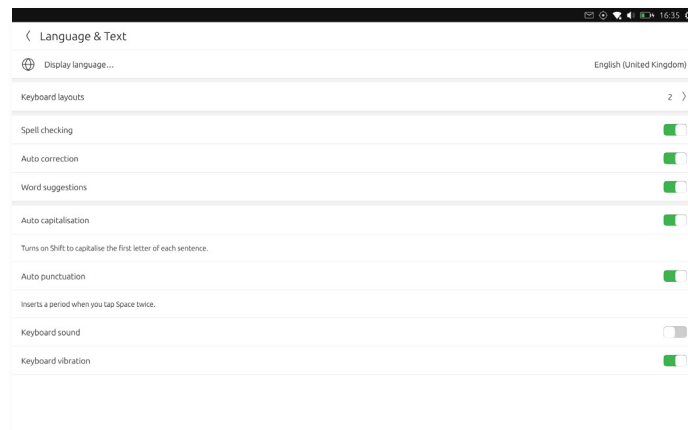 16:35
Language & Text
Display language... English (United Kingdom)
Keyboard layouts 2
Spell checking
Auto correction
Word suggestions
Auto capitalisation
Turns on Shift to capitalise the first letter of each sentence.
Auto punctuation
Inserts a period when you tap Space twice.
Keyboard sound
Keyboard vibration